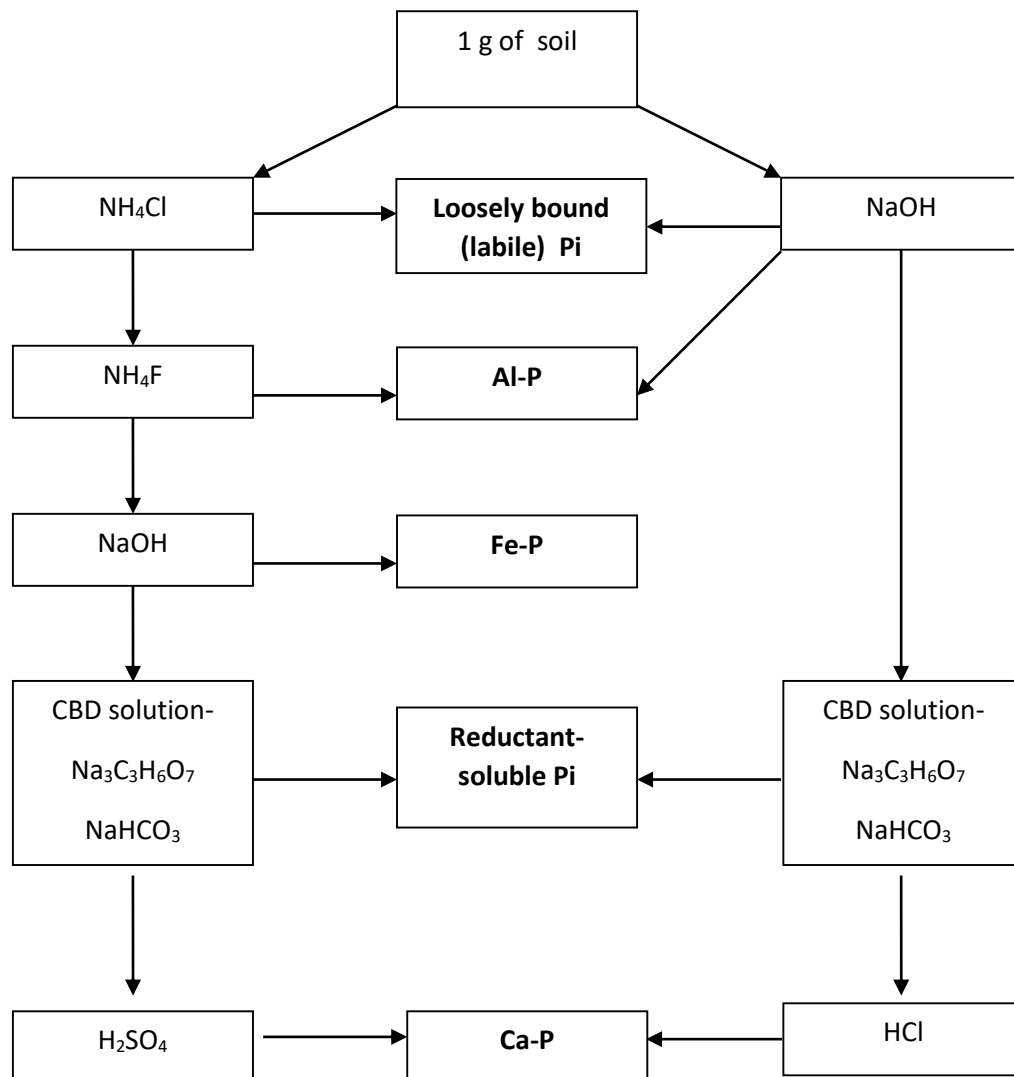 1 g of soil
NH₄Cl
Loosely bound
(labile) Pi
NaOH
NH₄F
Al-P
NaOH
Fe-P
CBD solution-
Na₃C₃H₆O₇
NaHCO₃
Reductant-
soluble Pi
CBD solution-
Na₃C₃H₆O₇
NaHCO₃
H₂SO₄
Ca-P
HCl